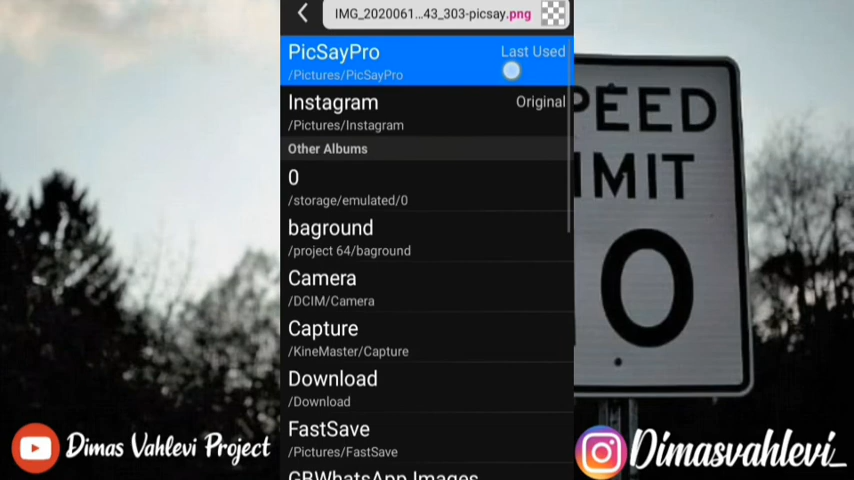 IMG_2020061...43_303-picsay.png
PicSayPro
Last Used
/Pictures/PicSayPro
Instagram
Original
/Pictures/Instagram
Other Albums
0
/storage/emulated/0
baground
/project 64/baground
Camera
/DCIM/Camera
Capture
/KineMaster/Capture
Download
/Download
FastSave
/Pictures/FastSave
GBWhatsApp Images
PEED
IMIT
0
Dimas Vahlevi Project
Dimasvahlevi_